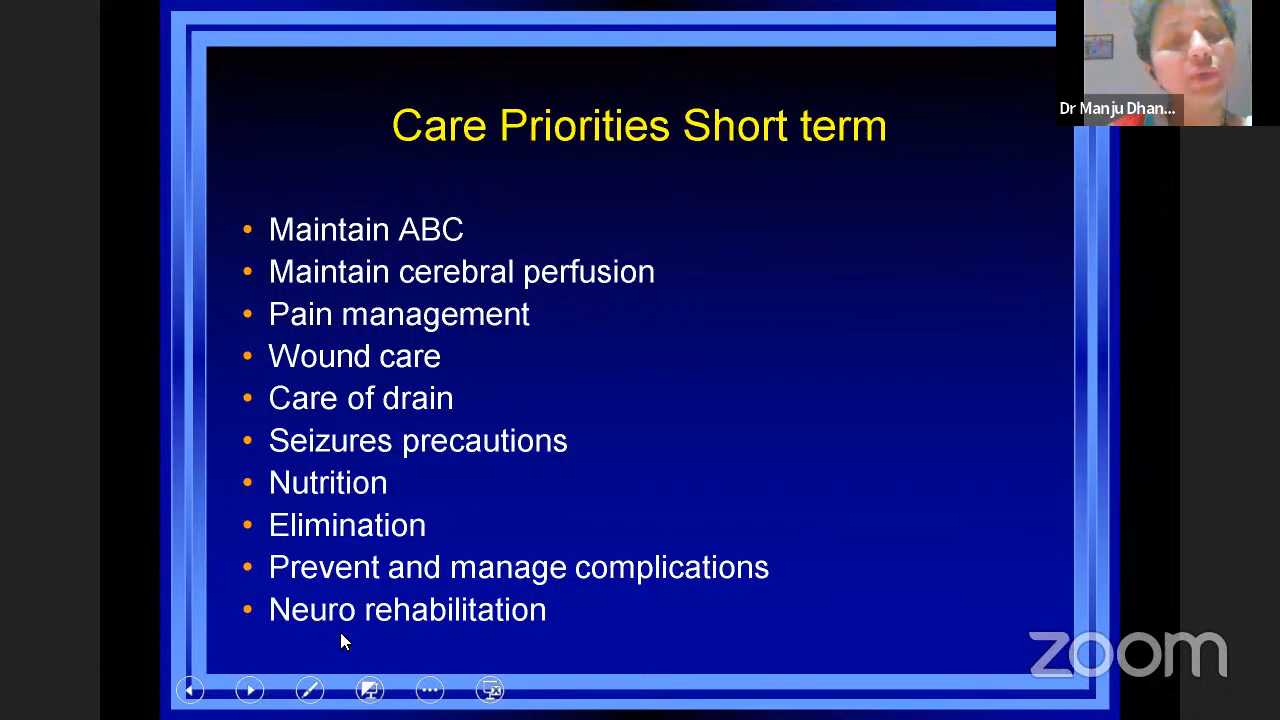 Dr Manju Dhan...
Care Priorities Short term
• Maintain ABC
• Maintain cerebral perfusion
• Pain management
• Wound care
• Care of drain
• Seizures precautions
• Nutrition
• Elimination
• Prevent and manage complications
• Neuro rehabilitation
zoom